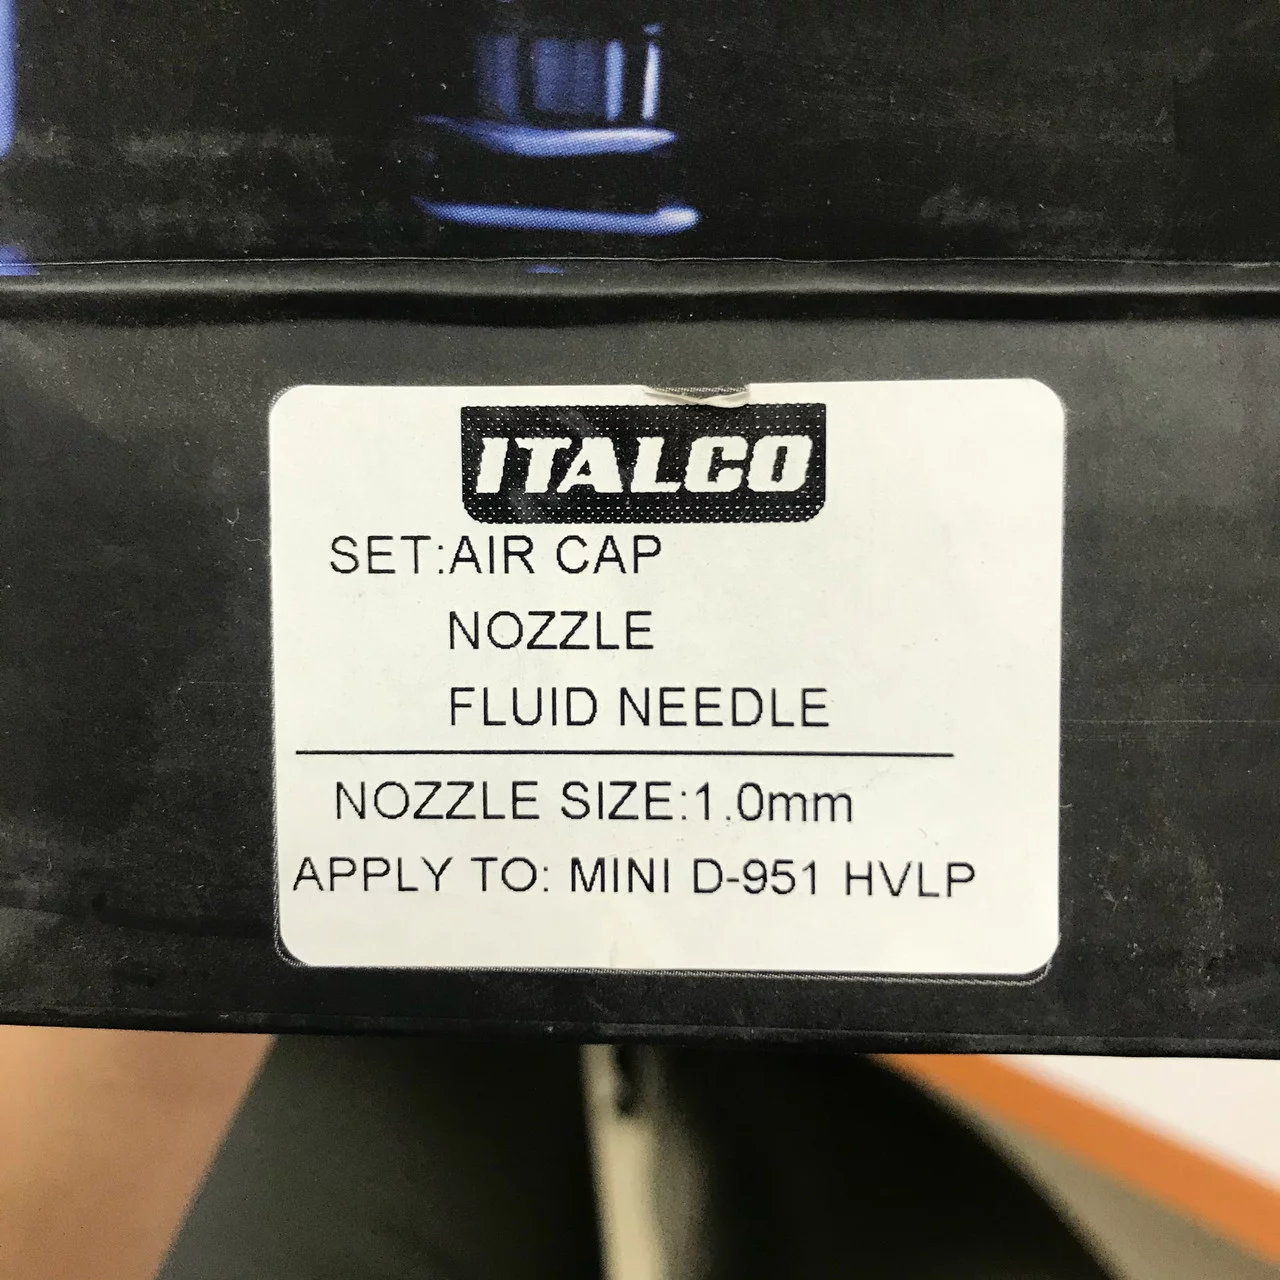 ITALCO
SET:AIR CAP
NOZZLE
FLUID NEEDLE
NOZZLE SIZE:1.0mm
APPLY TO: MINI D-951 HVLP